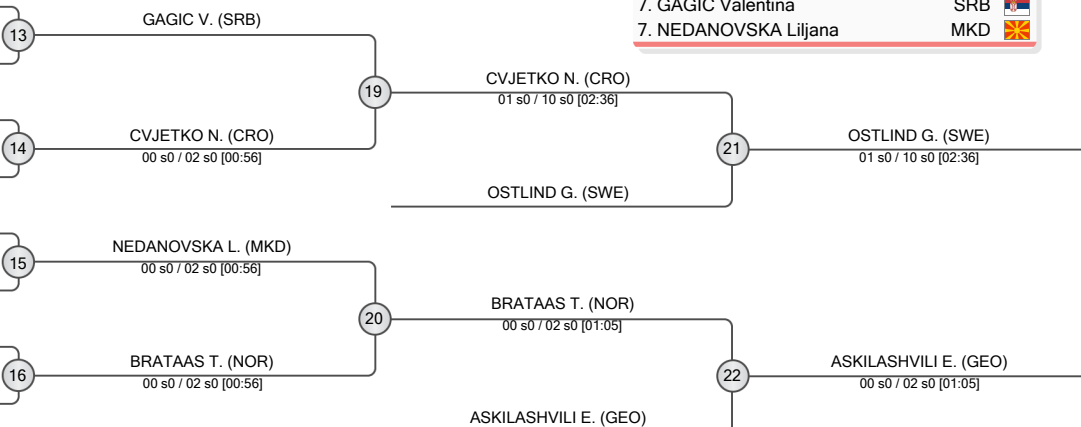 7. GAGIC Valentina SRB
7. NEDANOVSKA Liljana MKD
13
GAGIC V. (SRB)
19
CVJETKO N. (CRO)
01 s0 / 10 s0 [02:36]
14
CVJETKO N. (CRO)
00 s0 / 02 s0 [00:56]
21
OSTLIND G. (SWE)
01 s0 / 10 s0 [02:36]
OSTLIND G. (SWE)
15
NEDANOVSKA L. (MKD)
00 s0 / 02 s0 [00:56]
20
BRATAAS T. (NOR)
00 s0 / 02 s0 [01:05]
16
BRATAAS T. (NOR)
00 s0 / 02 s0 [00:56]
22
ASKILASHVILI E. (GEO)
00 s0 / 02 s0 [01:05]
ASKILASHVILI E. (GEO)